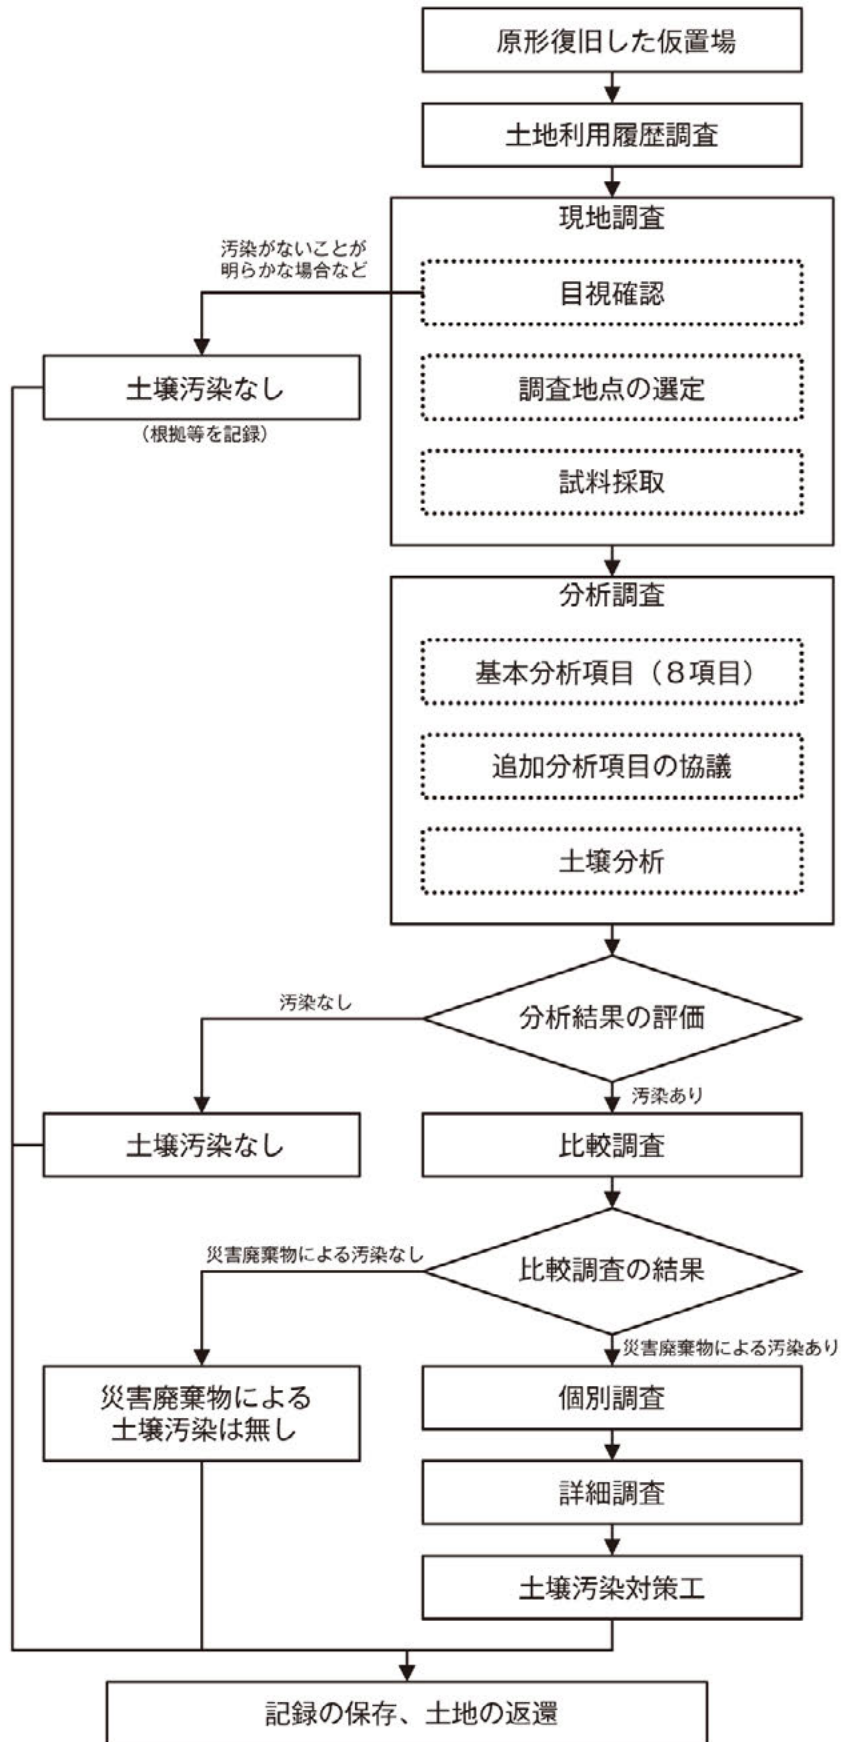 原形復旧した仮置場
土地利用履歴調査
現地調査
汚染がないことが
明らかな場合など
目視確認
土壌汚染なし
(根拠等を記録)
調査地点の選定
試料採取
分析調査
基本分析項目(8項目)
追加分析項目の協議
土壌分析
分析結果の評価
汚染なし
汚染あり
土壌汚染なし
比較調査
比較調査の結果
災害廃棄物による汚染なし
災害廃棄物による汚染あり
災害廃棄物による
土壌汚染は無し
個別調査
詳細調査
土壌汚染対策工
記録の保存、土地の返還